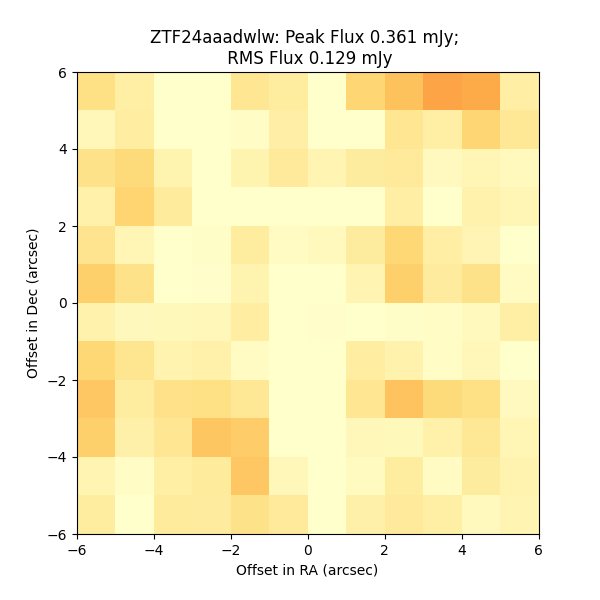 ZTF24aaadwlw: Peak Flux 0.361 mJy;
RMS Flux 0.129 mJy
6
4
2
0
−2
−4
−6
Offset in Dec (arcsec)
−6 −4 −2 0 2 4 6
Offset in RA (arcsec)